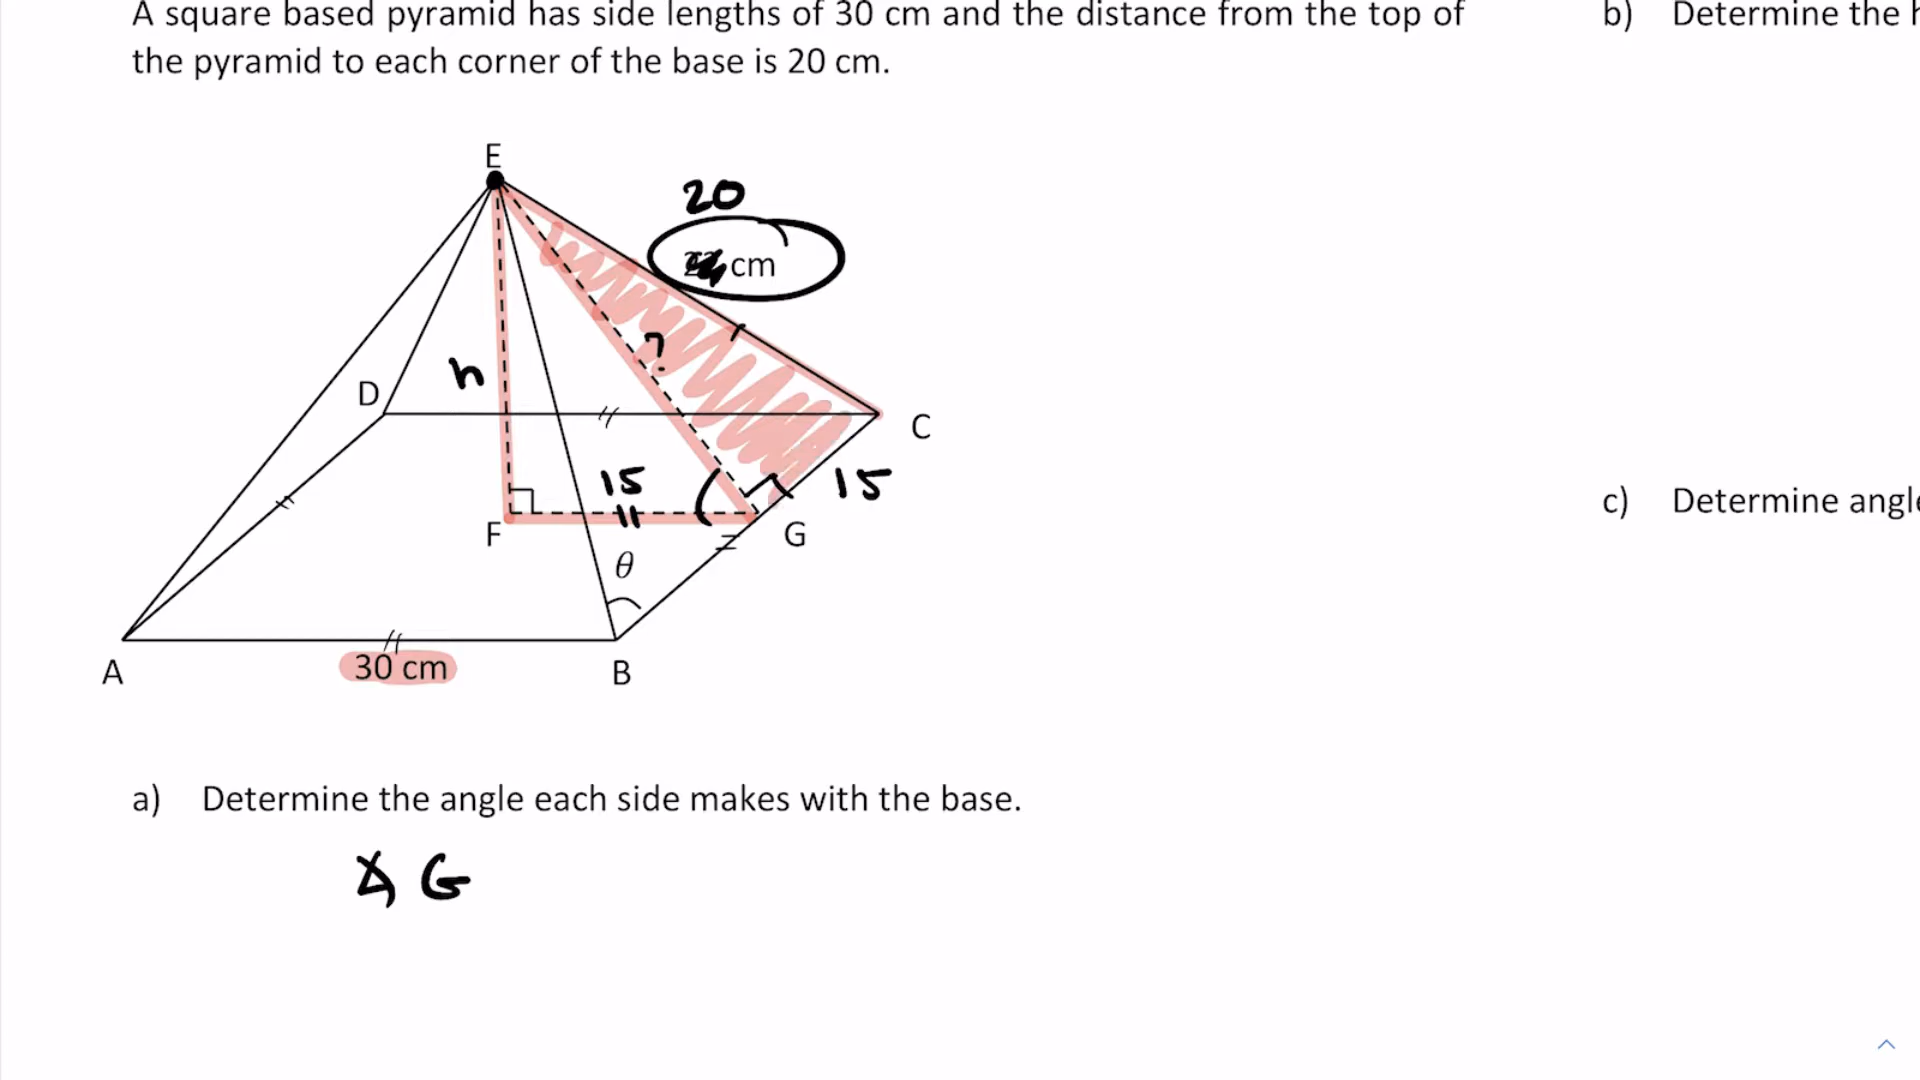 A square based pyramid has side lengths of 30 cm and the distance from the top of
the pyramid to each corner of the base is 20 cm.
b) Determine the
E
20
cm
?
h
D
C
15
15
c) Determine angle
F
G
θ
30 cm
A
B
a) Determine the angle each side makes with the base.
∡ G